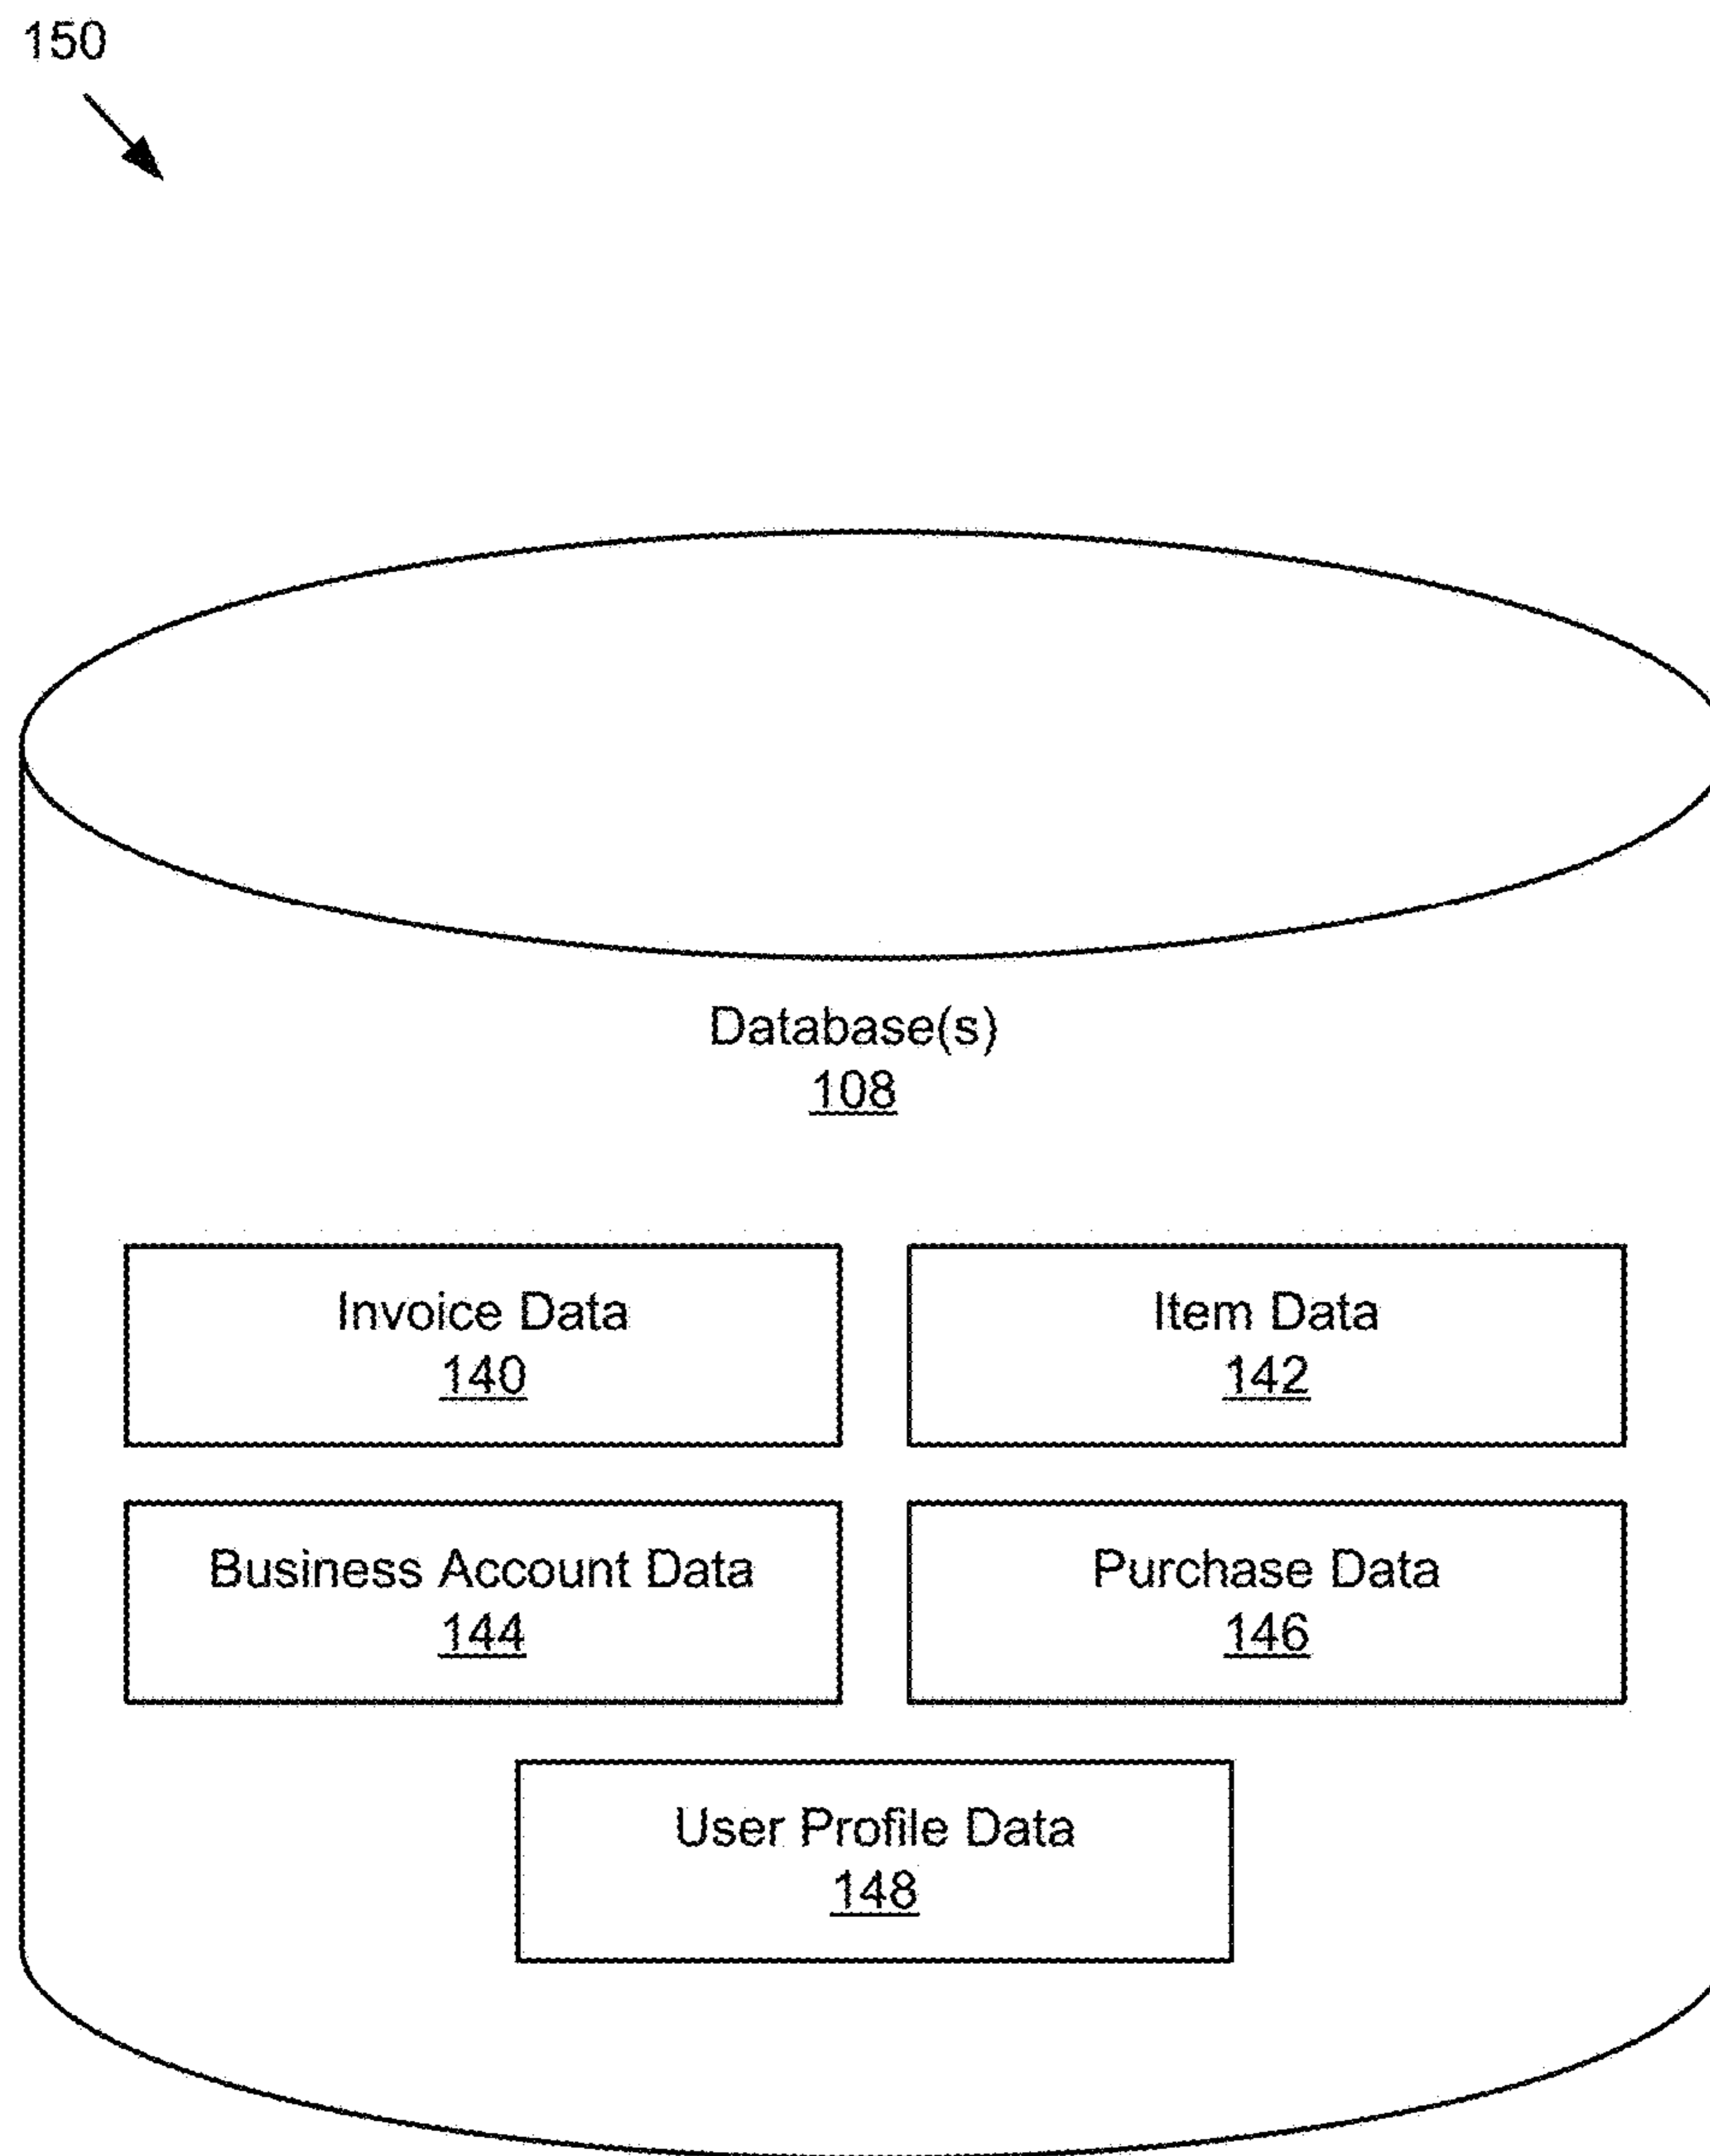 150
Database(s)
108
Invoice Data
140
Item Data
142
Business Account Data
144
Purchase Data
146
User Profile Data
148